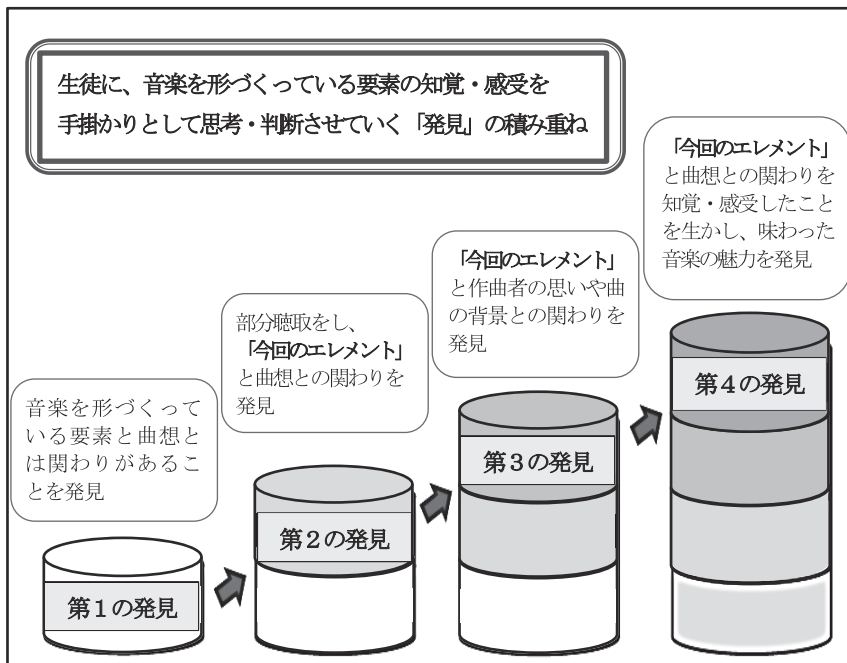 生徒に、音楽を形づくっている要素の知覚・感受を
手掛かりとして思考・判断させていく「発見」の積み重ね
音楽を形づくって
いる要素と曲想と
は関わりがあるこ
とを発見
第1の発見
部分聴取をし、
「今回のエレメント」
と曲想との関わりを
発見
第2の発見
「今回のエレメント」
と作曲者の思いや曲
の背景との関わりを
発見
第3の発見
「今回のエレメント」
と曲想との関わりを
知覚・感受したこと
を生かし、味わった
音楽の魅力を発見
第4の発見